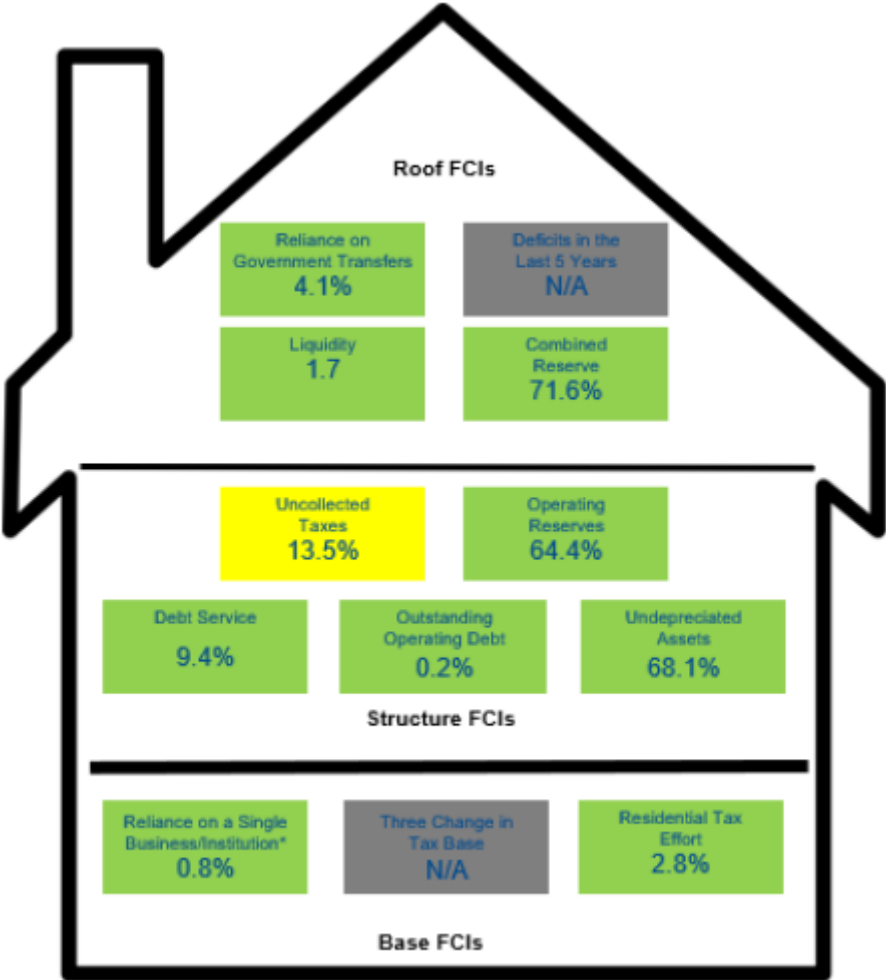 Roof FCIs
Reliance on
Government Transfers
4.1%
Deficits in the
Last 5 Years
N/A
Liquidity
1.7
Combined
Reserve
71.6%
Uncollected
Taxes
13.5%
Operating
Reserves
64.4%
Debt Service
9.4%
Outstanding
Operating Debt
0.2%
Undepreciated
Assets
68.1%
Structure FCIs
Reliance on a Single
Business/Institution*
0.8%
Three Change in
Tax Base
N/A
Residential Tax
Effort
2.8%
Base FCIs